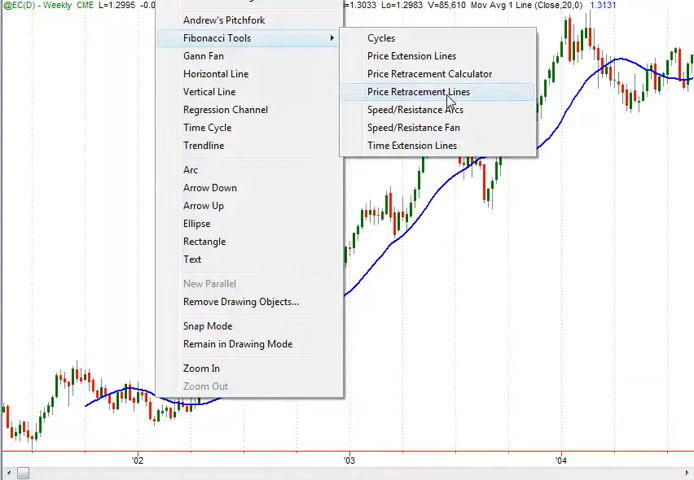 @EC(D) - Weekly CME L=1.2995 -0.0
=1.3033 Lo=1.2983 V=85,610 Mov Avg 1 Line (Close,20,0) 1.3131
Andrew's Pitchfork
Fibonacci Tools
Gann Fan
Horizontal Line
Vertical Line
Regression Channel
Time Cycle
Trendline
Arc
Arrow Down
Arrow Up
Ellipse
Rectangle
Text
New Parallel
Remove Drawing Objects...
Snap Mode
Remain in Drawing Mode
Zoom In
Zoom Out
Cycles
Price Extension Lines
Price Retracement Calculator
Price Retracement Lines
Speed/Resistance Arcs
Speed/Resistance Fan
Time Extension Lines
'02 '03 '04